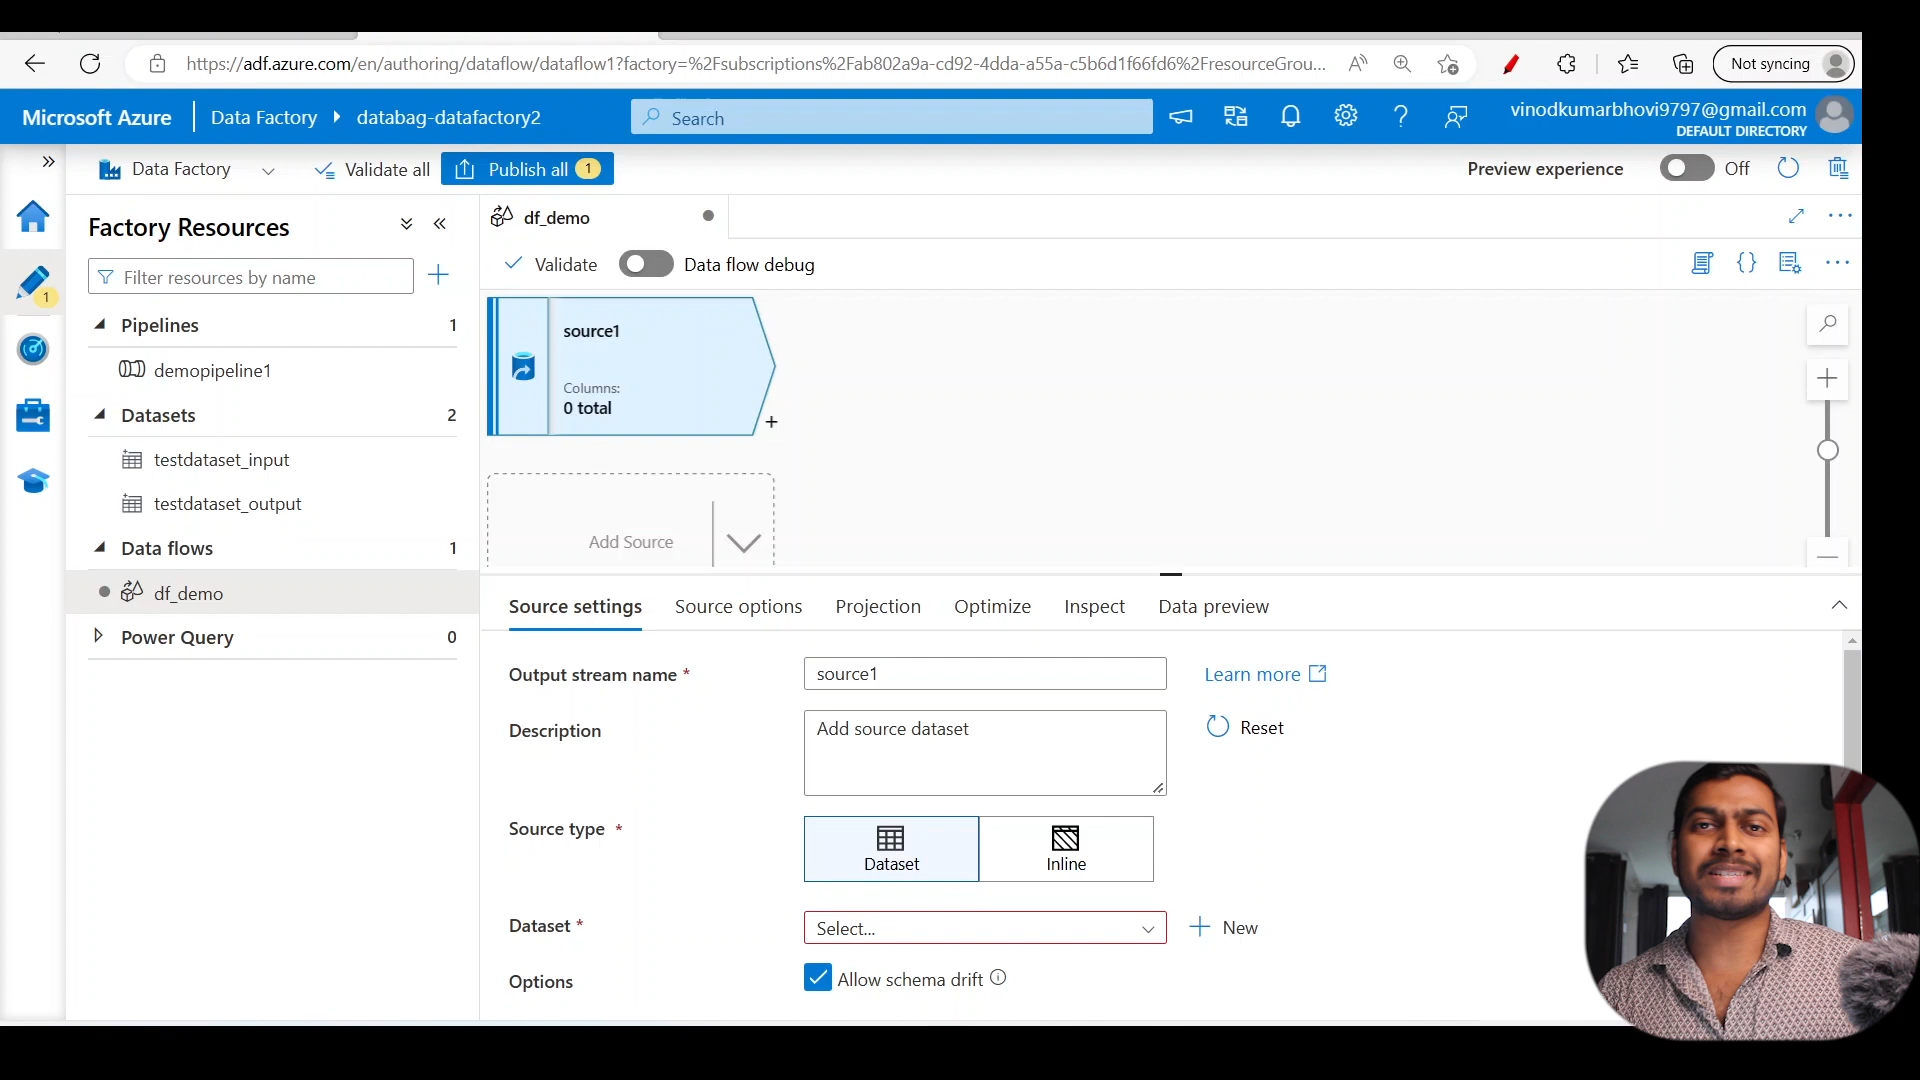 https://adf.azure.com/en/authoring/dataflow/dataflow1?factory=%2Fsubscriptions%2Fab802a9a-cd92-4dda-a55a-c5b6d1f66fd6%2FresourceGrou...
Not syncing
Microsoft Azure
Data Factory
databag-datafactory2
Search
vinodkumarbhovi9797@gmail.com
DEFAULT DIRECTORY
Data Factory
Validate all
Publish all 1
Preview experience
Off
Factory Resources
Filter resources by name
1
Pipelines 1
demopipeline1
Datasets 2
testdataset_input
testdataset_output
Data flows 1
df_demo
Power Query 0
df_demo
Validate
Data flow debug
source1
Columns:
0 total
Add Source
Source settings
Source options
Projection
Optimize
Inspect
Data preview
Output stream name *
source1
Learn more
Description
Add source dataset
Reset
Source type *
Dataset
Inline
Dataset *
Select...
New
Options
Allow schema drift